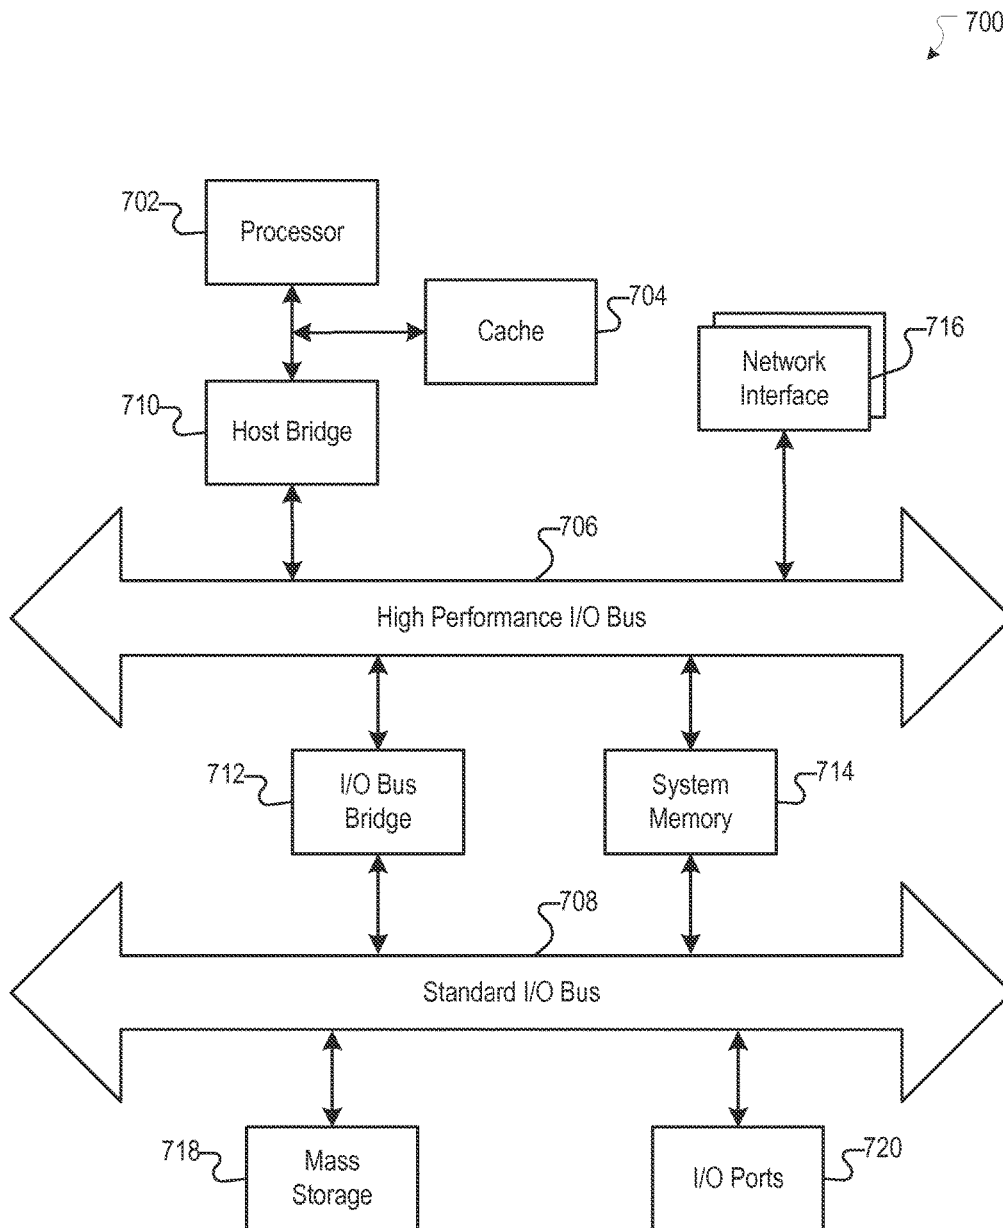 700
702
Processor
704
Cache
716
Network
Interface
710
Host Bridge
706
High Performance I/O Bus
712
I/O Bus
Bridge
System
Memory
714
708
Standard I/O Bus
718
Mass
Storage
I/O Ports
720